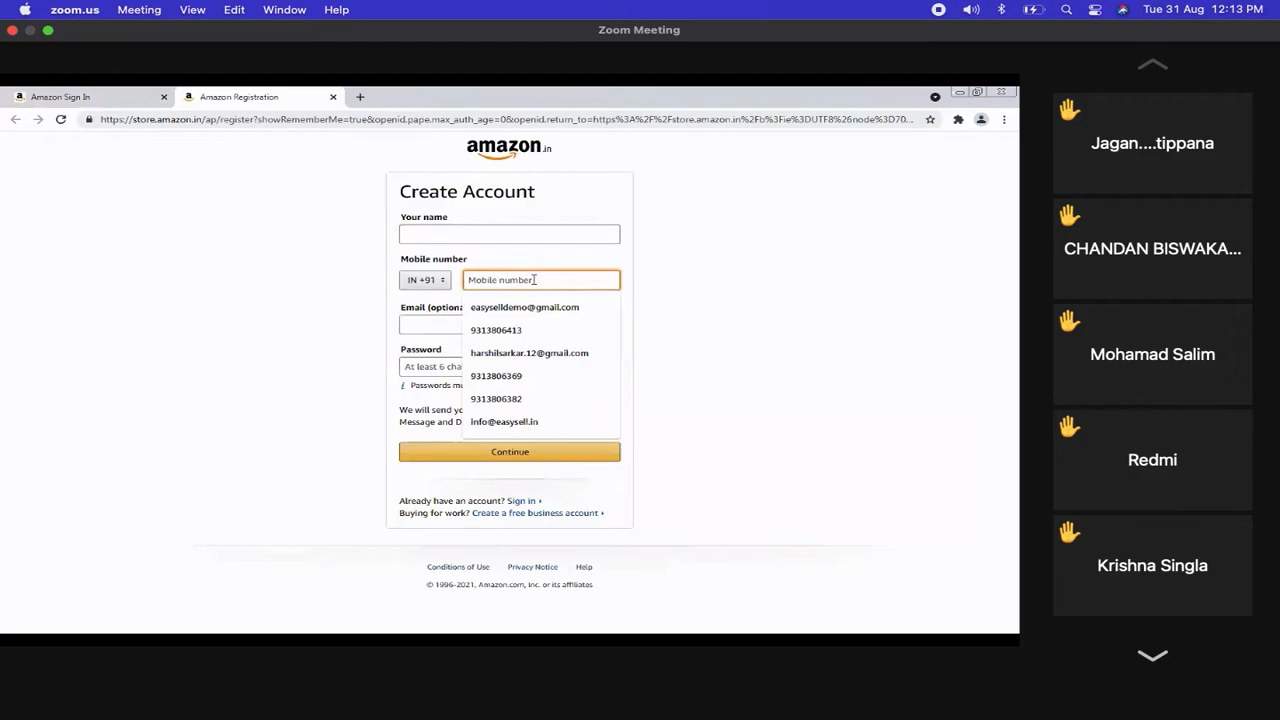 zoom.us Meeting View Edit Window Help Tue 31 Aug 12:13 PM
Zoom Meeting
Amazon Sign In
Amazon Registration
https://store.amazon.in/ap/register?showRememberMe=true&openid.pape.max_auth_age=0&openid.return_to=https%3A%2F%2Fstore.amazon.in%2Fb%3Fie%3DUTF8%26node%3D70...
amazon.in
Create Account
Your name
Mobile number
IN +91
Mobile number
easyselldemo@gmail.com
Email (optiona
9313806413
Password
harshilsarkar.12@gmail.com
At least 6 cha
9313806369
i Passwords mu
9313806382
We will send yo
Message and D
info@easysell.in
Continue
Already have an account? Sign in
Buying for work? Create a free business account
Conditions of Use Privacy Notice Help
© 1996-2021, Amazon.com, Inc. or its affiliates
Jagan....tippana
CHANDAN BISWAKA...
Mohamad Salim
Redmi
Krishna Singla